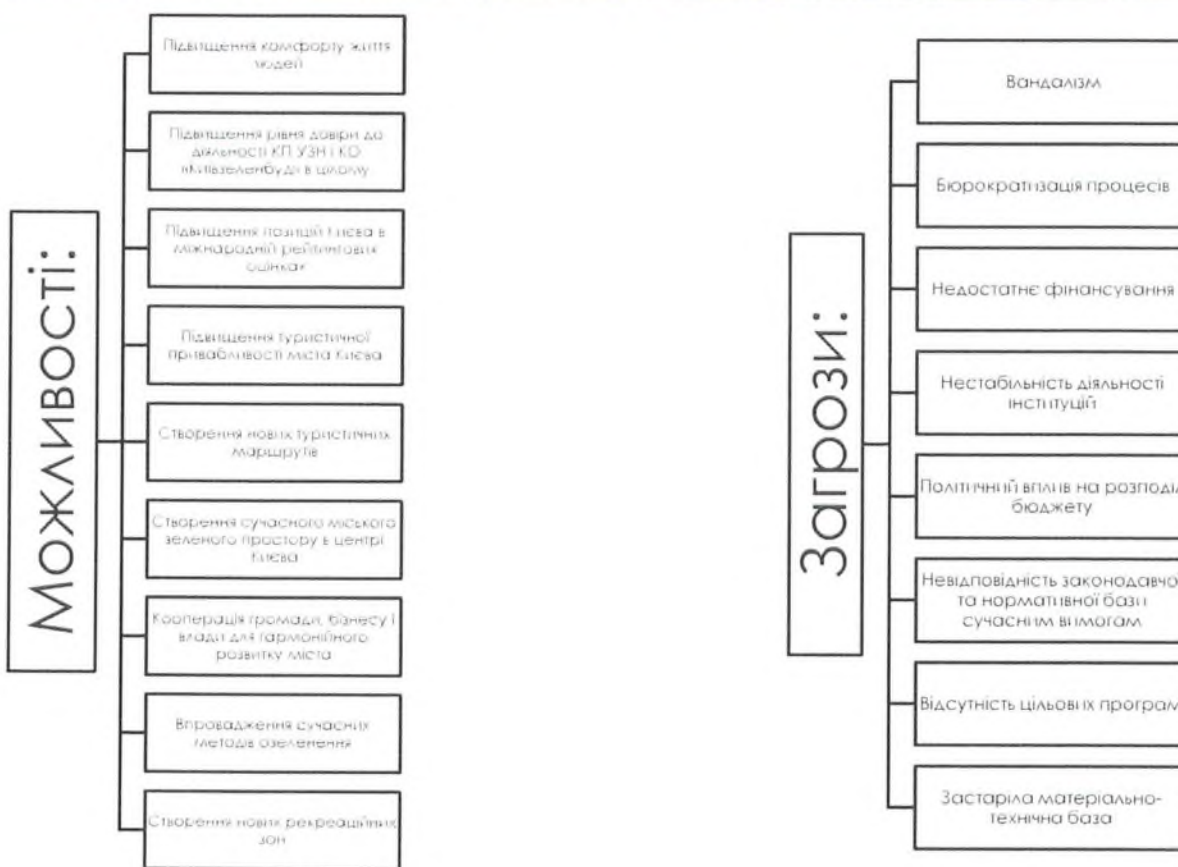 Можливості:
Підвищення комфорту життя
людей
Підвищення рівня довіри до
діяльності КП УЗН і КО
«Київзеленбуд» в цілому
Підвищення позицій Києва в
міжнародній рейтингових
оцінках
Підвищення туристичної
привабливості міста Києва
Створення нових туристичних
маршрутів
Створення сучасного міського
зеленого простору в центрі
Києва
Кооперація громади, бізнесу і
влади для гармонійного
розвитку міста
Впровадження сучасних
методів озеленення
Створення нових рекреаційних
зон
Загрози:
Вандалізм
Бюрократизація процесів
Недостатнє фінансування
Нестабільність діяльності
інституцій
Політичний вплив на розподіл
бюджету
Невідповідність законодавчо
та нормативної бази
сучасним вимогам
Відсутність цільових програм
Застаріла матеріально-
технічна база